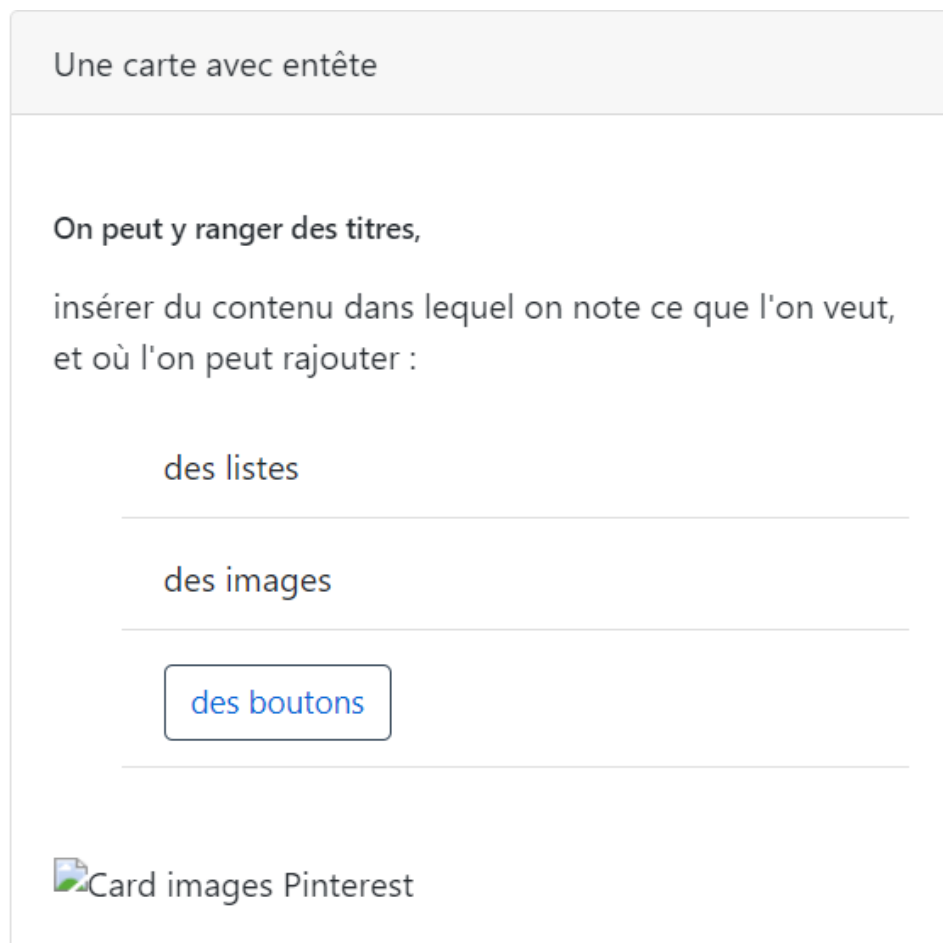 Une carte avec entête
On peut y ranger des titres,
insérer du contenu dans lequel on note ce que l'on veut,
et où l'on peut rajouter :
des listes
des images
des boutons
Card images Pinterest